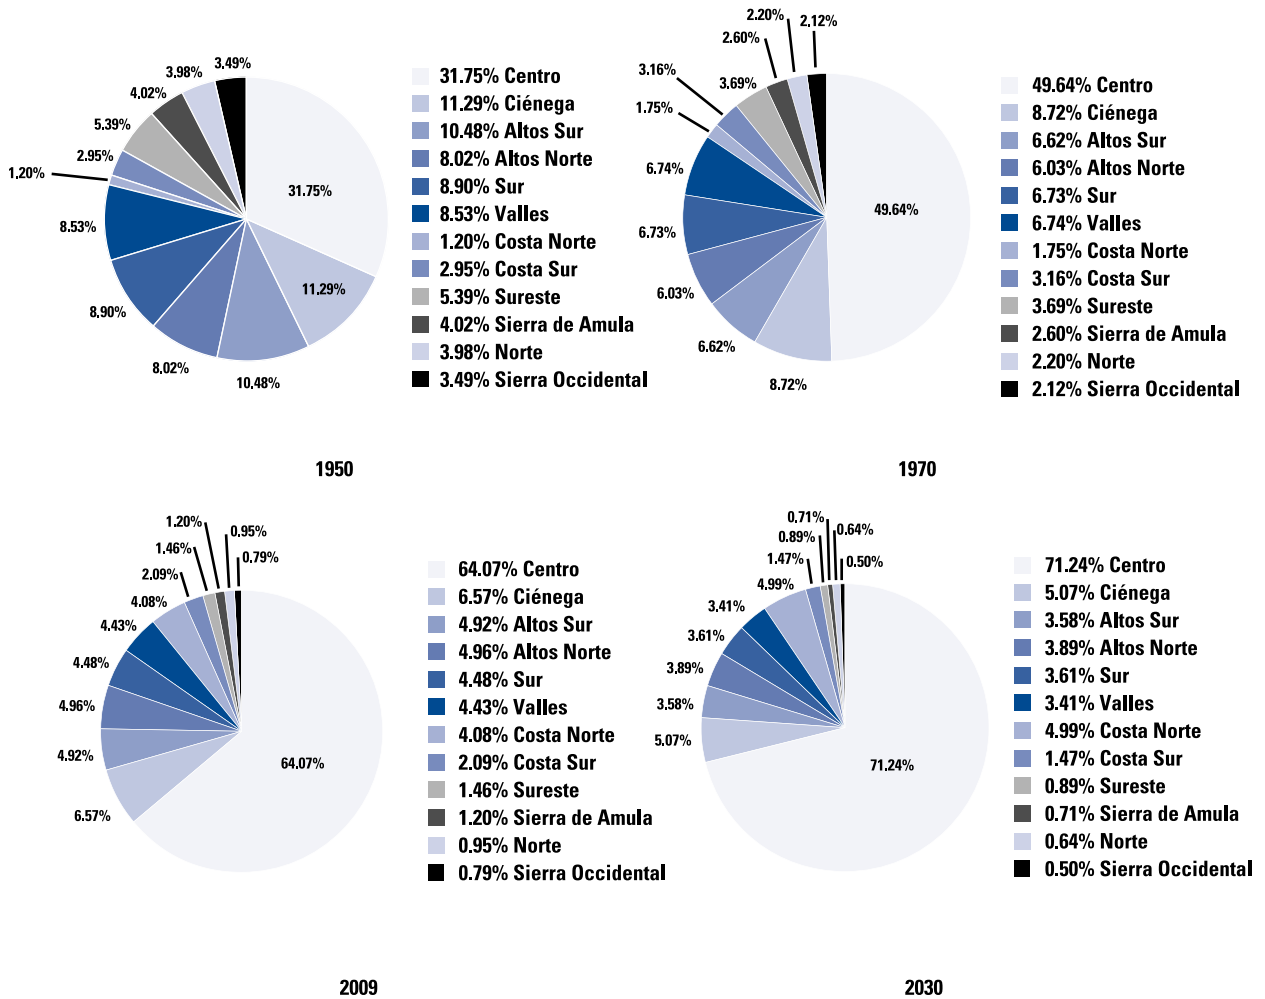 3.49%
3.98%
4.02%
5.39%
2.95%
1,20%
8.53%
8,90%
8,02%
10,48%
11.29%
31.75%
31.75% Centro
11.29% Ciénega
10.48% Altos Sur
8.02% Altos Norte
8.90% Sur
8.53% Valles
1.20% Costa Norte
2.95% Costa Sur
5.39% Sureste
4.02% Sierra de Amula
3.98% Norte
3.49% Sierra Occidental
1950
2.12%
2.20%
2.60%
3.69%
3.16%
1.75%
6.74%
6.73%
6.03%
6.62%
8.72%
49.64%
49.64% Centro
8.72% Ciénega
6.62% Altos Sur
6.03% Altos Norte
6.73% Sur
6.74% Valles
1.75% Costa Norte
3.16% Costa Sur
3.69% Sureste
2.60% Sierra de Amula
2.20% Norte
2.12% Sierra Occidental
1970
0.79%
0.95%
1.20%
1.46%
2.09%
4.08%
4.43%
4.48%
4.96%
4.92%
6.57%
64.07%
64.07% Centro
6.57% Ciénega
4.92% Altos Sur
4.96% Altos Norte
4.48% Sur
4.43% Valles
4.08% Costa Norte
2.09% Costa Sur
1.46% Sureste
1.20% Sierra de Amula
0.95% Norte
0.79% Sierra Occidental
2009
0.50%
0.64%
0.71%
0.89%
1.47%
4.99%
3.41%
3.61%
3.89%
3.58%
5.07%
71.24%
71.24% Centro
5.07% Ciénega
3.58% Altos Sur
3.89% Altos Norte
3.61% Sur
3.41% Valles
4.99% Costa Norte
1.47% Costa Sur
0.89% Sureste
0.71% Sierra de Amula
0.64% Norte
0.50% Sierra Occidental
2030